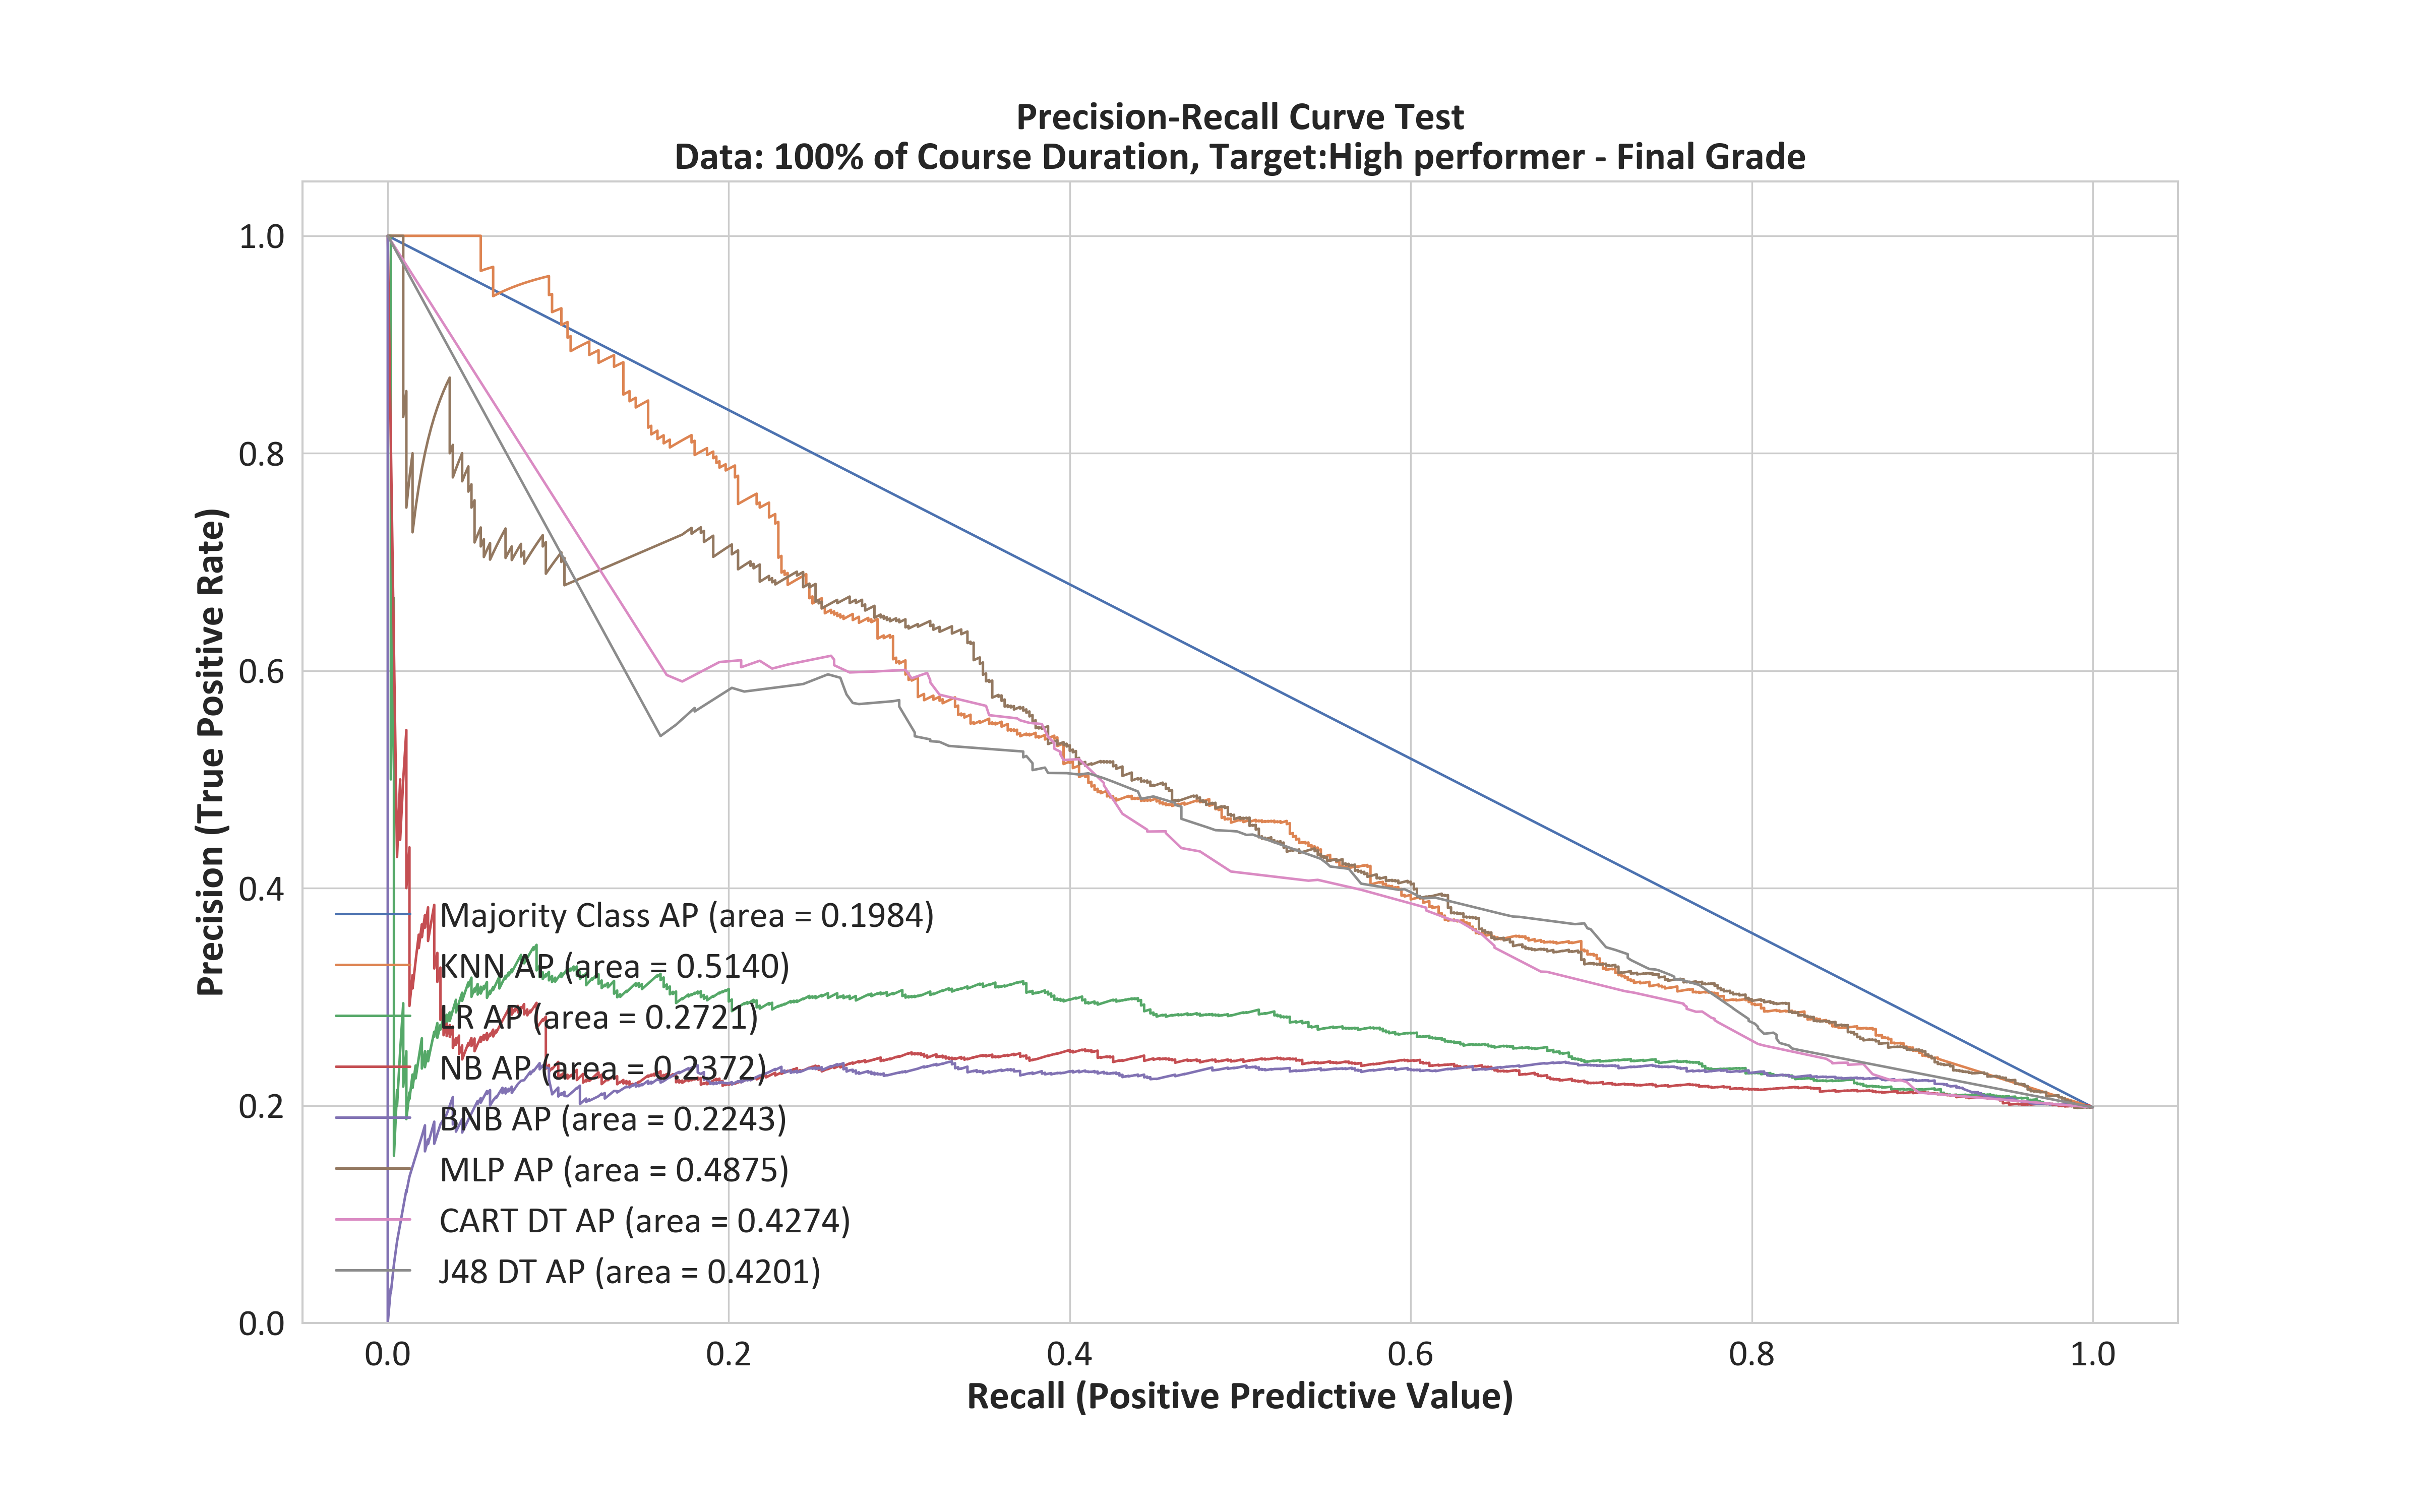 Precision-Recall Curve Test
Data: 100% of Course Duration, Target:High performer - Final Grade
Precision (True Positive Rate)
1.0
0.8
0.6
0.4
0.2
0.0
Majority Class AP (area = 0.1984)
KNN AP (area = 0.5140)
LR AP (area = 0.2721)
NB AP (area = 0.2372)
BNB AP (area = 0.2243)
MLP AP (area = 0.4875)
CART DT AP (area = 0.4274)
J48 DT AP (area = 0.4201)
0.0 0.2 0.4 0.6 0.8 1.0
Recall (Positive Predictive Value)